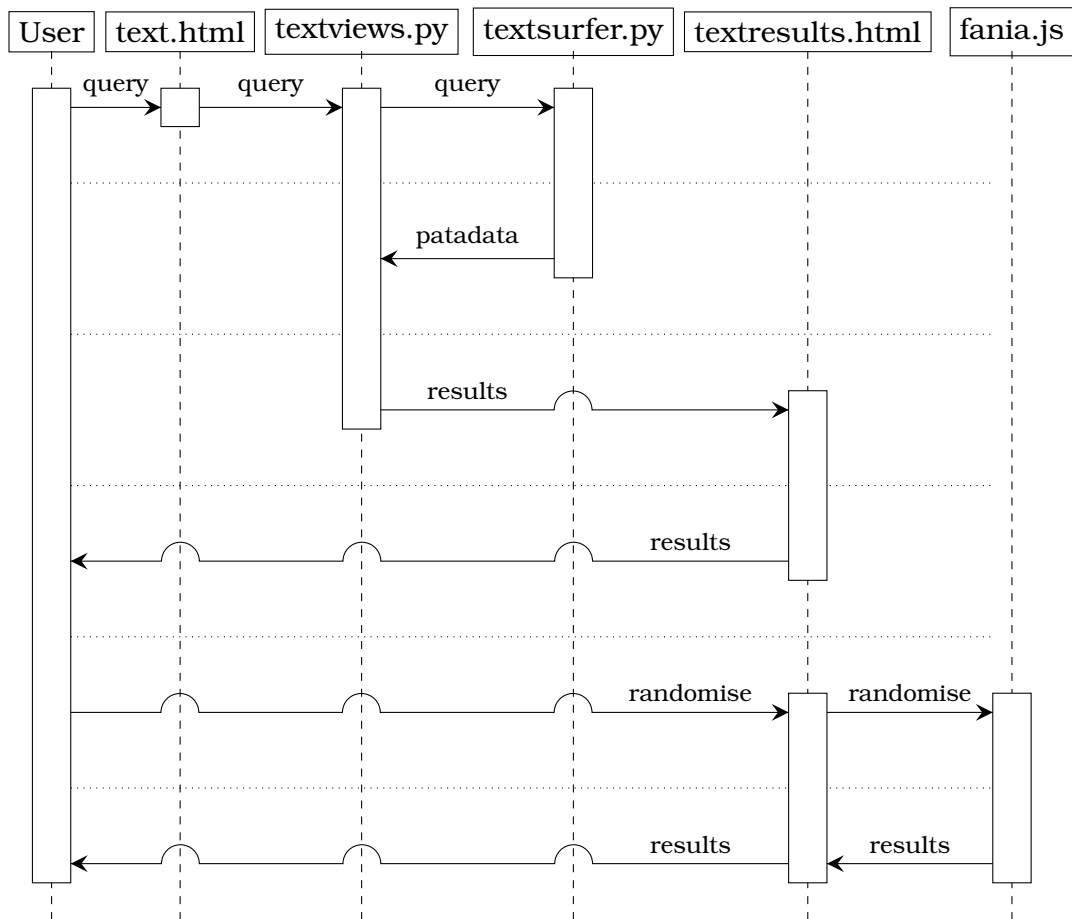 User text.html textviews.py textsurfer.py textresults.html fania.js
query query query
patadata
results
results
randomise randomise
results results